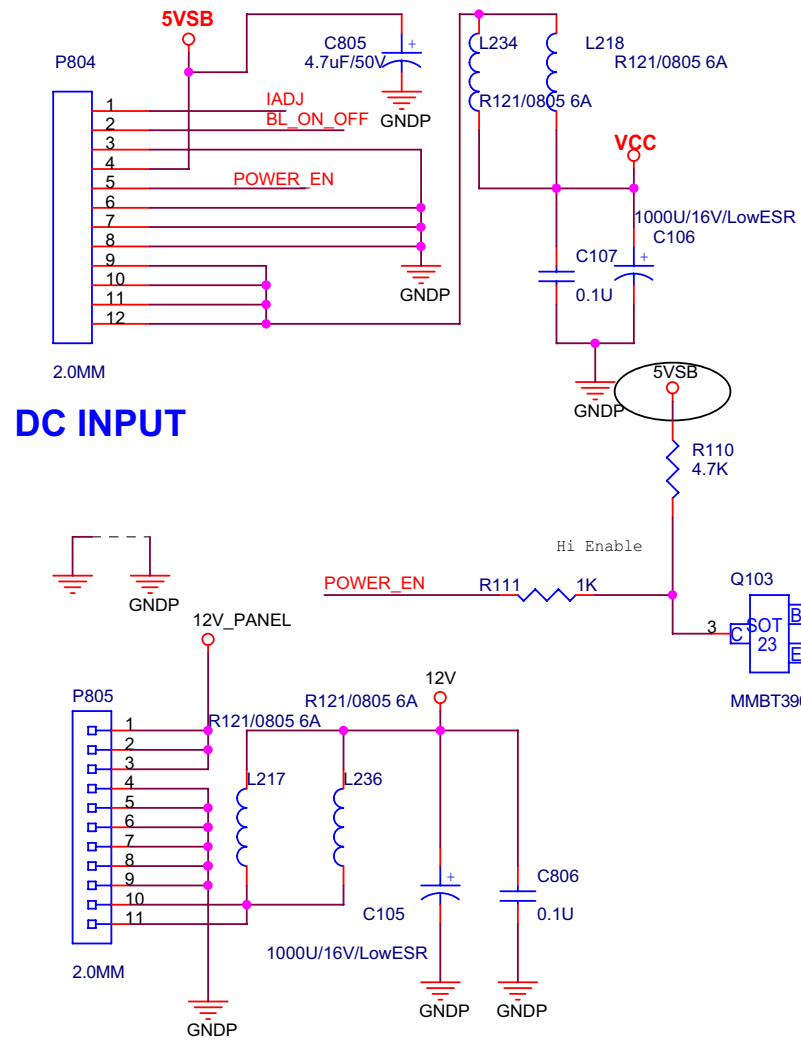 5VSB
P804
C805
4.7uF/50V
+
GNDP
L234
R121/0805 6A
L218
R121/0805 6A
1
IADJ
2
BL_ON_OFF
3
4
5
POWER_EN
6
7
8
9
10
11
12
GNDP
2.0MM
VCC
1000U/16V/LowESR
C106
+
C107
0.1U
GNDP
5VSB
DC INPUT
R110
4.7K
Hi Enable
POWER_EN
R111
1K
Q103
3
C
SOT
23
B
E
MMBT390
GNDP
12V_PANEL
P805
1
2
3
4
5
6
7
8
9
10
11
2.0MM
GNDP
R121/0805 6A
L217
R121/0805 6A
L236
12V
+
C105
1000U/16V/LowESR
GNDP
C806
0.1U
GNDP